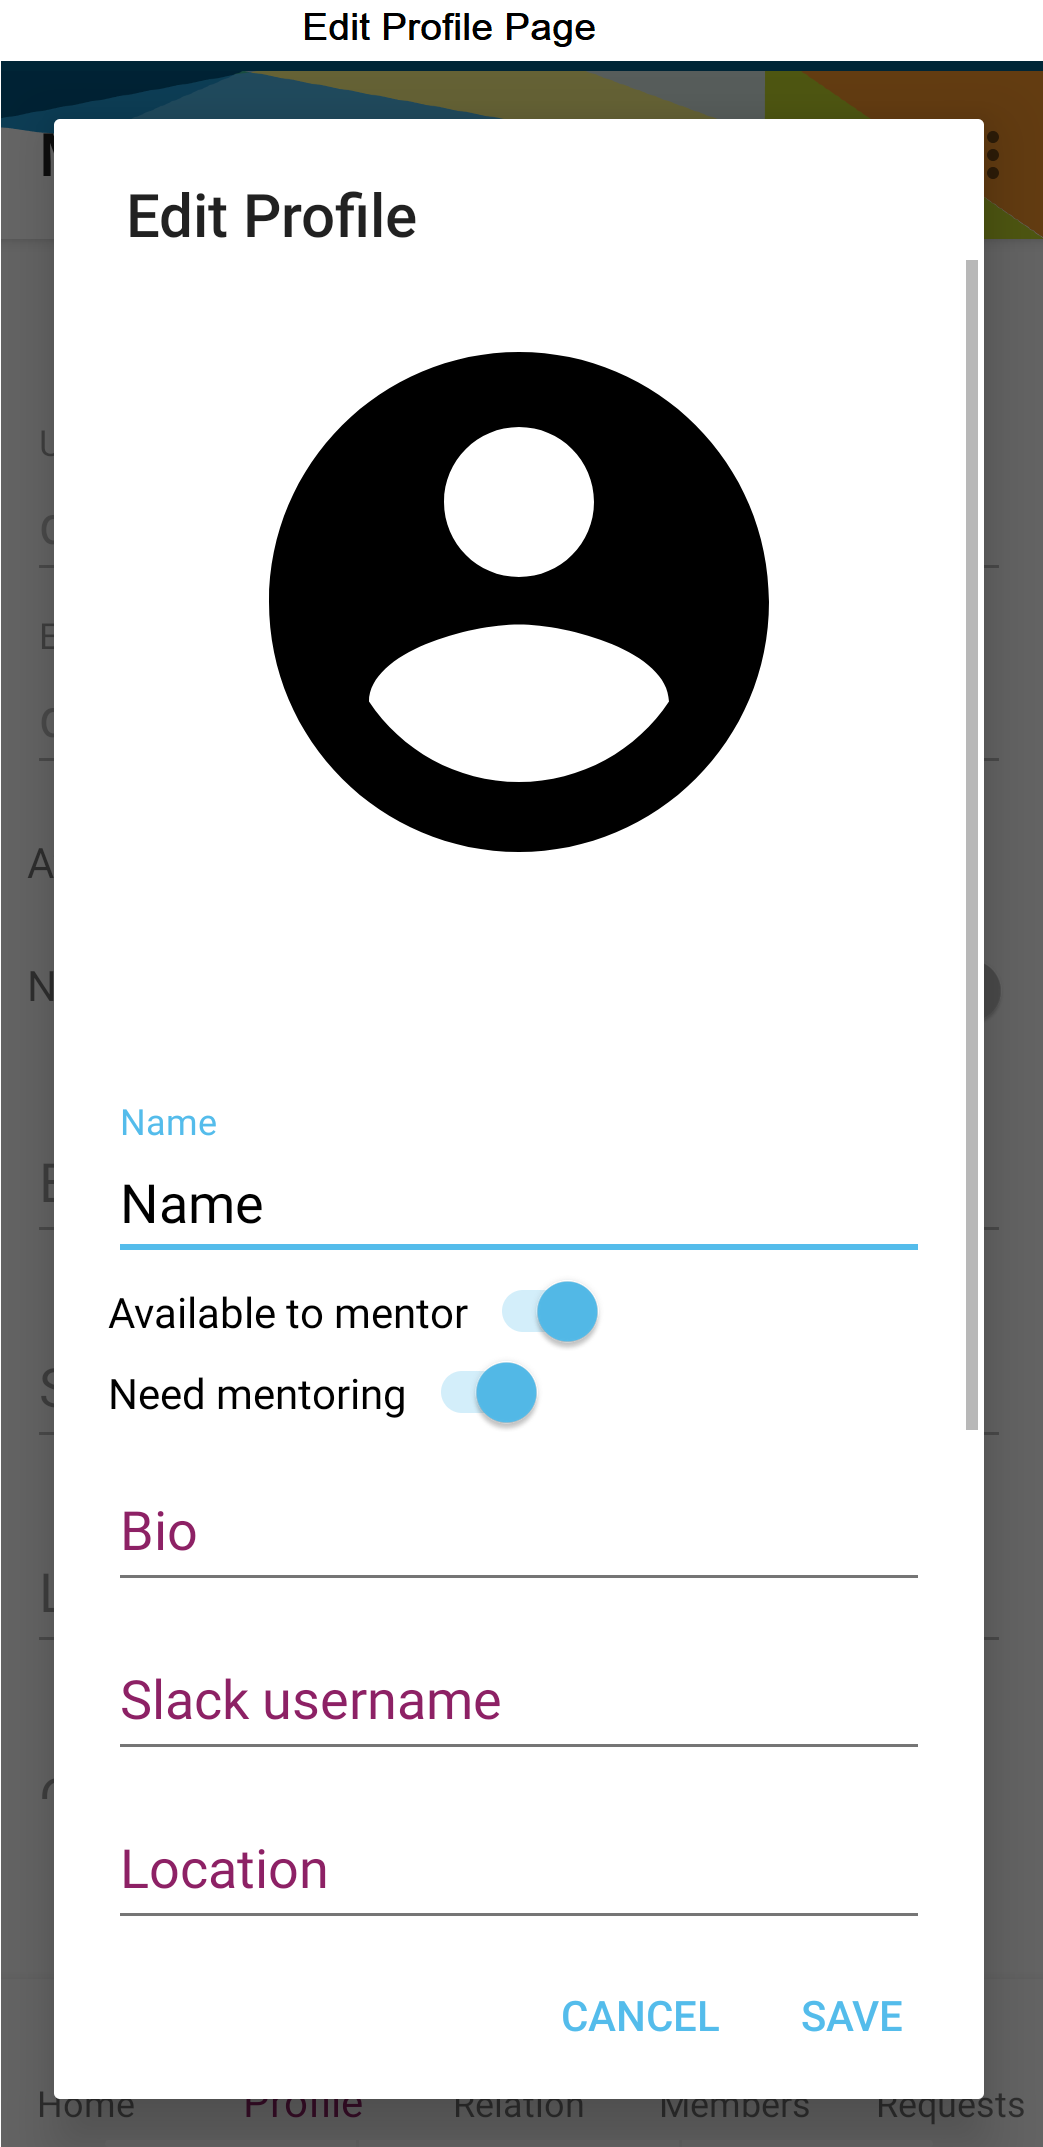 Edit Profile Page
Edit Profile
Name
Name
Available to mentor
Need mentoring
Bio
Slack username
Location
CANCEL SAVE
Home Profile Relation Members Requests